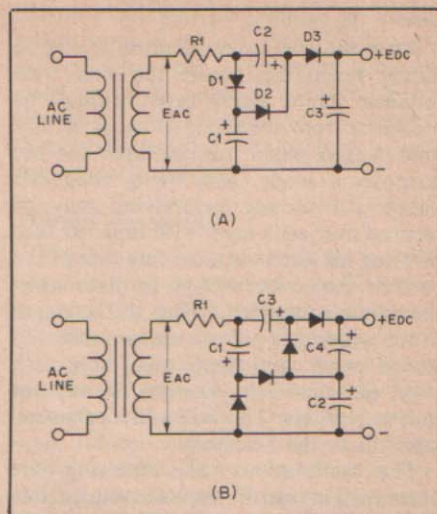 R1
C2
D3
+EDC
D1
AC
LINE
EAC
D2
C3
C1
-
(A)
R1
C3
+EDC
C1
C4
AC
LINE
EAC
C2
-
(B)